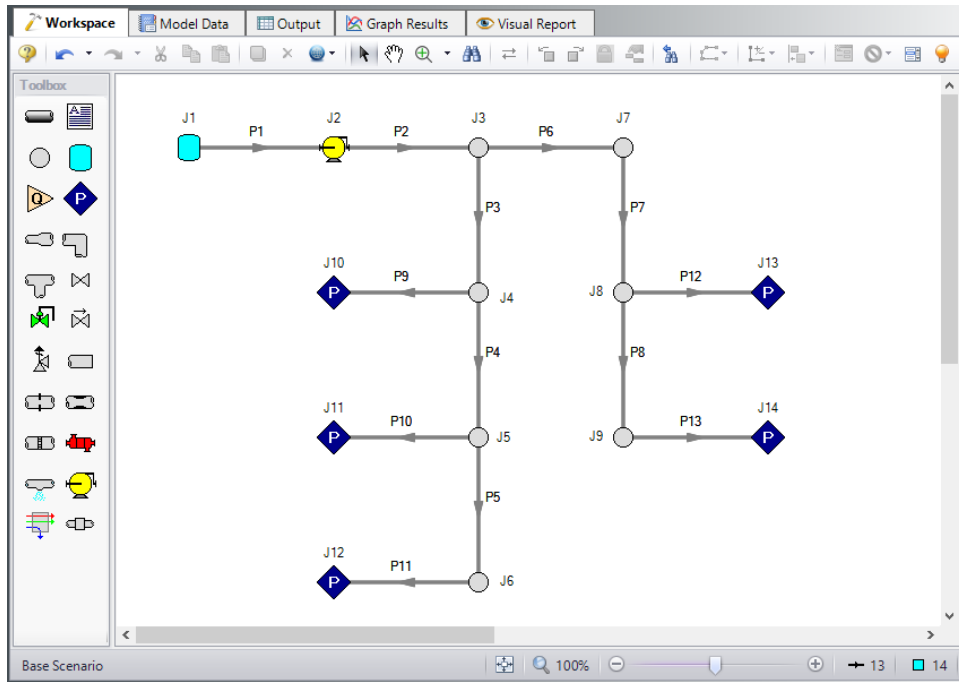 Workspace Model Data Output Graph Results Visual Report
Toolbox
A
Q P
J1 P1 J2 P2 J3 P6 J7
P3 P7
J10 P9 J4 J8 P12 J13
P P
P4 P8
J11 P10 J5 J9 P13 J14
P P
P5
J12 P11 J6
P
Base Scenario 100% 13 14